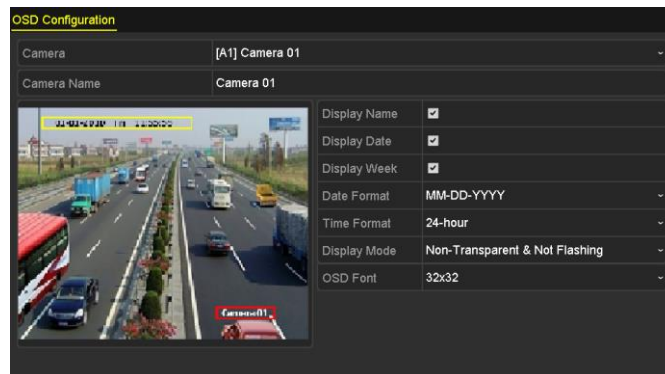 OSD Configuration
Camera [A1] Camera 01
Camera Name Camera 01
Display Name
Display Date
Display Week
Date Format MM-DD-YYYY
Time Format 24-hour
Display Mode Non-Transparent & Not Flashing
OSD Font 32x32
Camera01